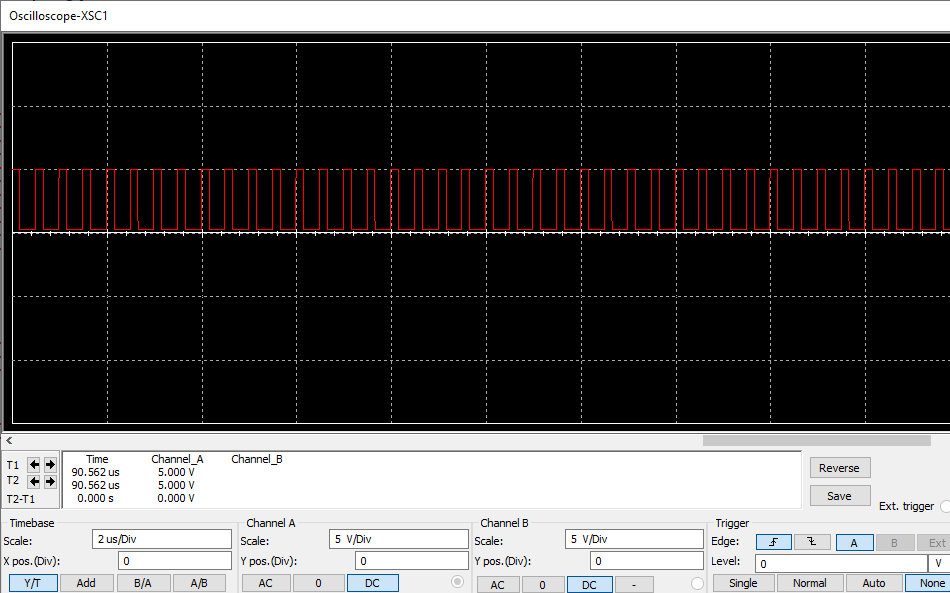 Oscilloscope-XSC1
<
T1
T2
T2-T1
Time Channel_A Channel_B
90.562 us 5.000 V
90.562 us 5.000 V
0.000 s 0.000 V
Reverse
Save
Ext. trigger
Timebase
Scale: 2 us/Div
X pos.(Div): 0
Y/T Add B/A A/B
Channel A
Scale: 5 V/Div
Y pos.(Div): 0
AC 0 DC
Channel B
Scale: 5 V/Div
Y pos.(Div): 0
AC 0 DC -
Trigger
Edge: A B Ext
Level: 0 V
Single Normal Auto None